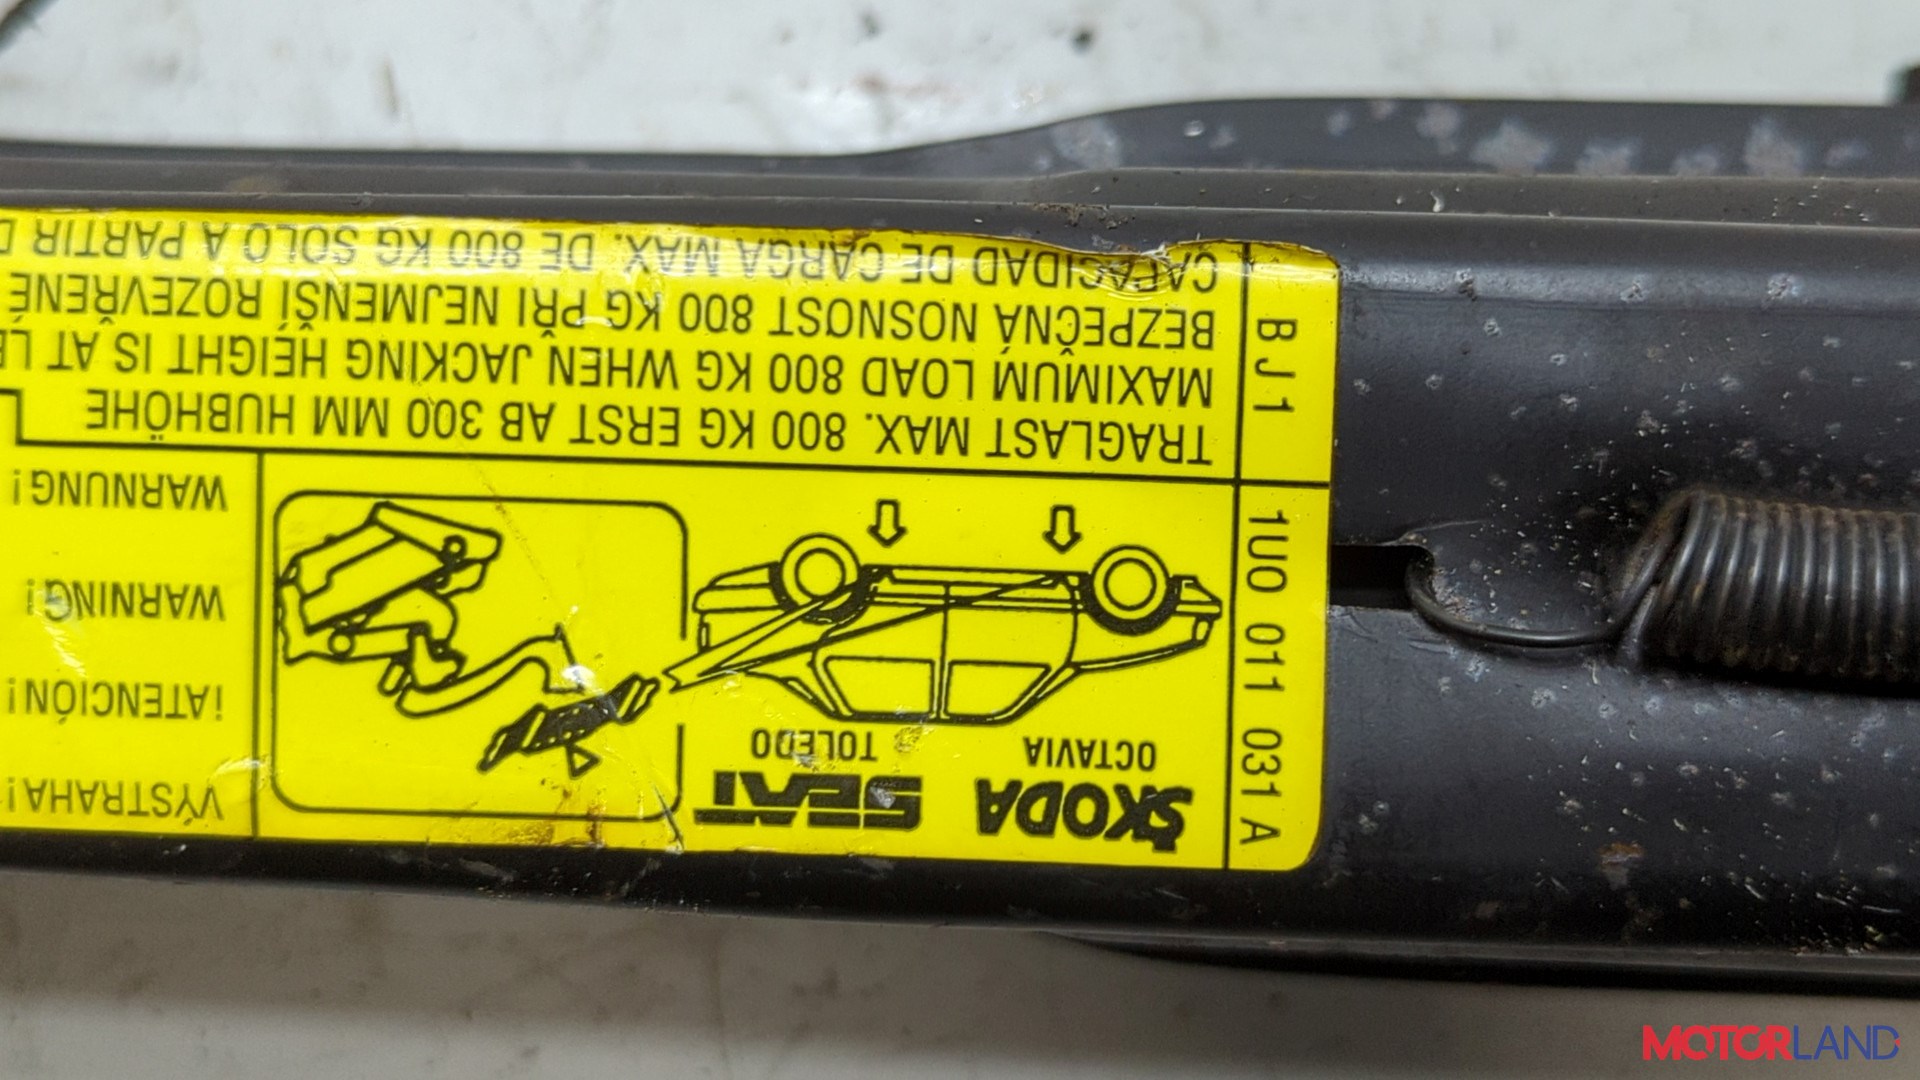 ŠKODA SEAT
OCTAVIA TOLEDO
1U0 011 031 A
BJ1
VÝSTRAHA!
¡ATENCIÓN!
WARNING!
WARNUNG!
TRAGLAST MAX. 800 KG ERST AB 300 MM HUBHÖHE
MAXIMUM LOAD 800 KG WHEN JACKING HEIGHT IS AT
BEZPEČNÁ NOSNOST 800 KG PŘI NEJMENŠÍ ROZEVŘENÉ
CAPACIDAD DE CARGA MAX. DE 800 KG SOLO A PARTIR
MOTORLAND